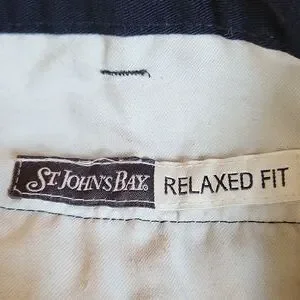 ST. JOHN'S BAY® RELAXED FIT